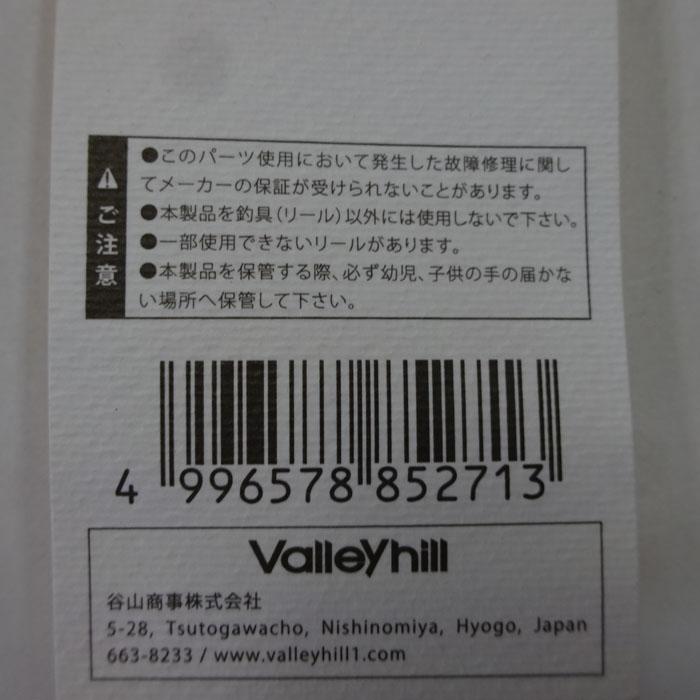 ⚠ご注意
●このパーツ使用において発生した故障修理に関し
てメーカーの保証が受けられないことがあります。
●本製品を釣具（リール）以外には使用しないで下さい。
●一部使用できないリールがあります。
●本製品を保管する際、必ず幼児、子供の手の届かな
い場所へ保管して下さい。
4 996578 852713
Valleyhill
谷山商事株式会社
5-28, Tsutogawacho, Nishinomiya, Hyogo, Japan
663-8233 / www.valleyhill1.com